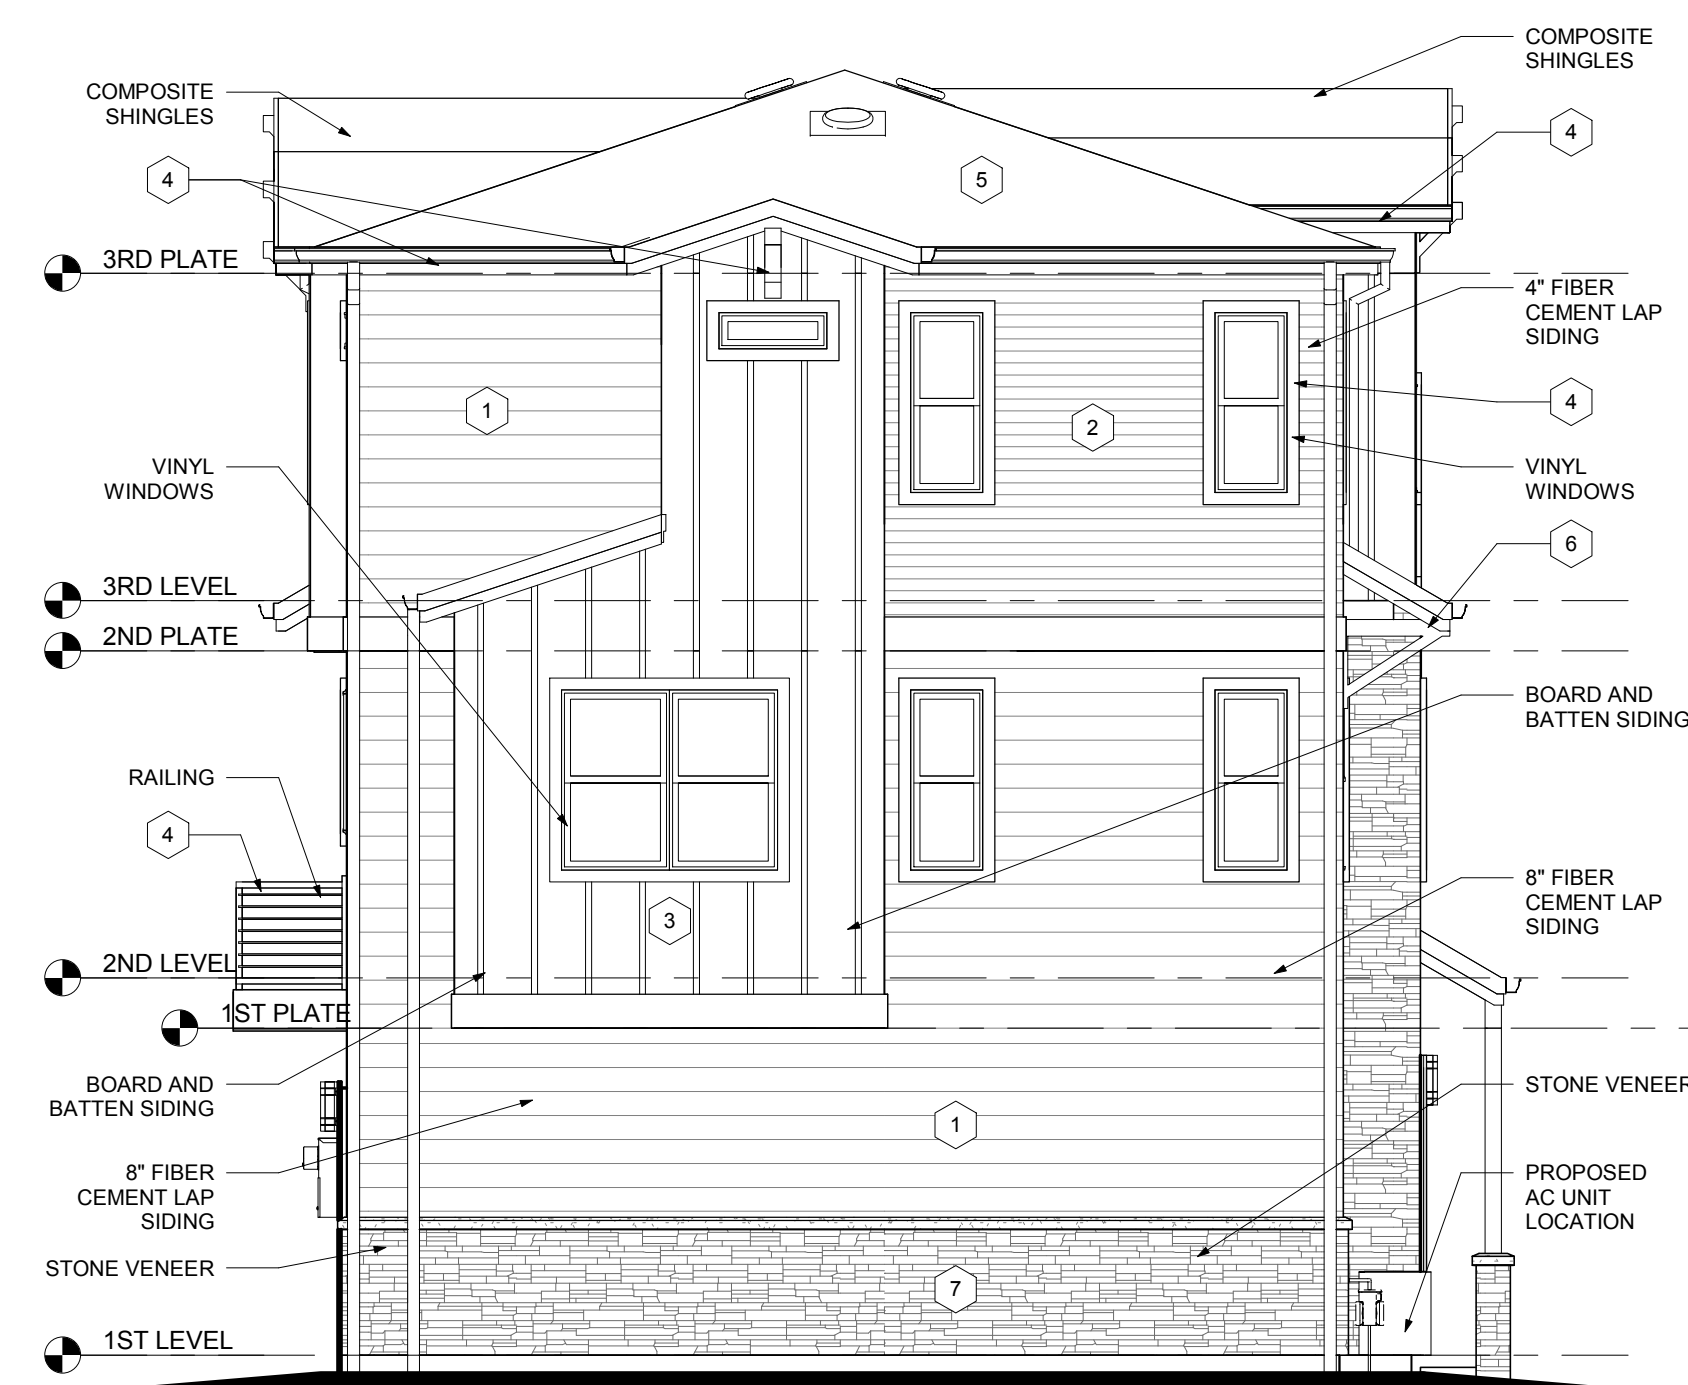 COMPOSITE
SHINGLES
COMPOSITE
SHINGLES
4
4
5
3RD PLATE
4" FIBER
CEMENT LAP
SIDING
1
4
2
VINYL
WINDOWS
VINYL
WINDOWS
6
3RD LEVEL
2ND PLATE
BOARD AND
BATTEN SIDING
RAILING
4
3
8" FIBER
CEMENT LAP
SIDING
2ND LEVEL
1ST PLATE
BOARD AND
BATTEN SIDING
STONE VENEER
1
8" FIBER
CEMENT LAP
SIDING
PROPOSED
AC UNIT
LOCATION
STONE VENEER
7
1ST LEVEL